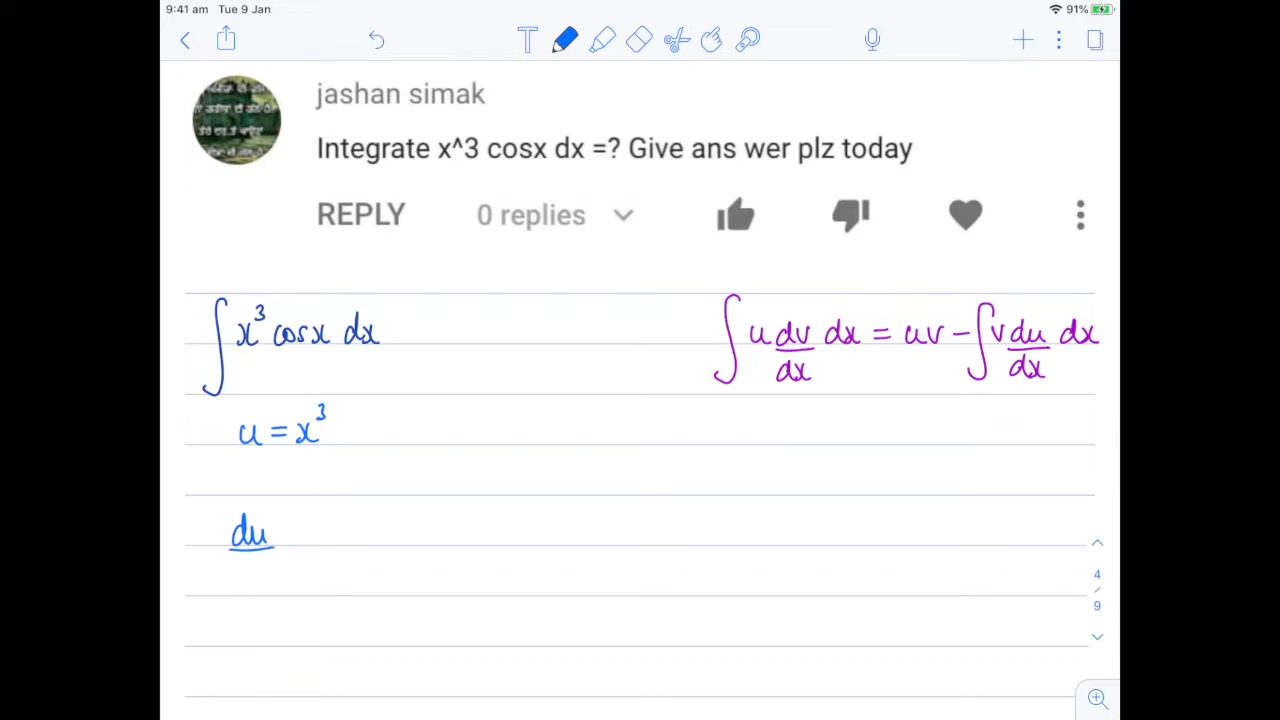 9:41 am Tue 9 Jan 91%
T
jashan simak
Integrate x^3 cosx dx =? Give ans wer plz today
REPLY 0 replies
∫ x³ cosx dx
∫ u dv/dx dx = uv − ∫ v du/dx dx
u = x³
du
4
/
9